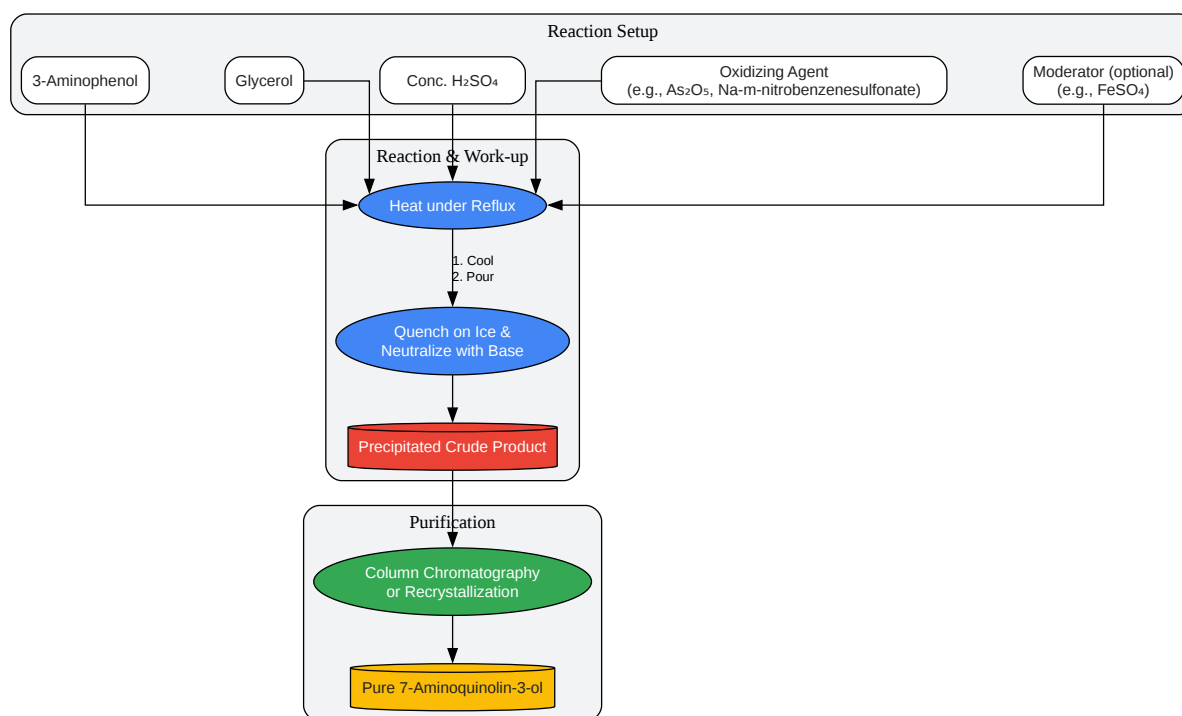 Reaction Setup
3-Aminophenol
Glycerol
Conc. H₂SO₄
Oxidizing Agent
(e.g., As₂O₅, Na-m-nitrobenzenesulfonate)
Moderator (optional)
(e.g., FeSO₄)
Reaction & Work-up
Heat under Reflux
1. Cool
2. Pour
Quench on Ice &
Neutralize with Base
Precipitated Crude Product
Purification
Column Chromatography
or Recrystallization
Pure 7-Aminoquinolin-3-ol